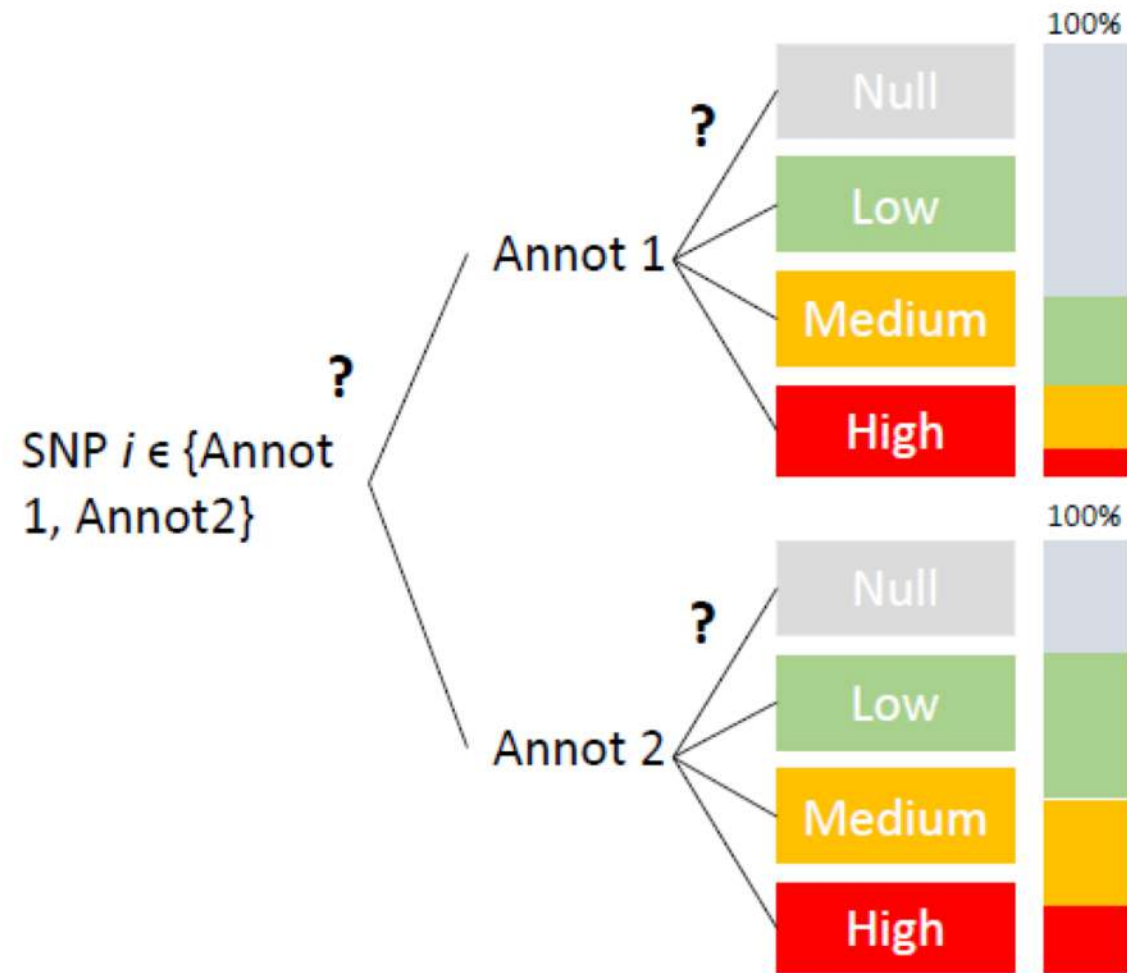 100%
Null
?
Low
Annot 1
Medium
?
High
SNP i ϵ {Annot
1, Annot2}
100%
Null
?
Low
Annot 2
Medium
High